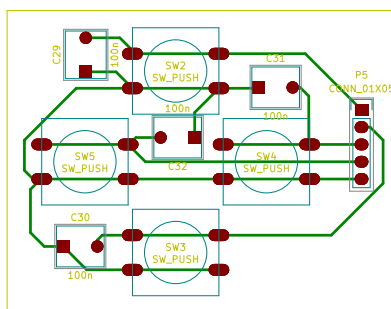 C29
100n
SW2
SW_PUSH
C31
100n
P5
CONN_01X05
100n
C32
SW5
SW_PUSH
SW4
SW_PUSH
C30
100n
SW3
SW_PUSH